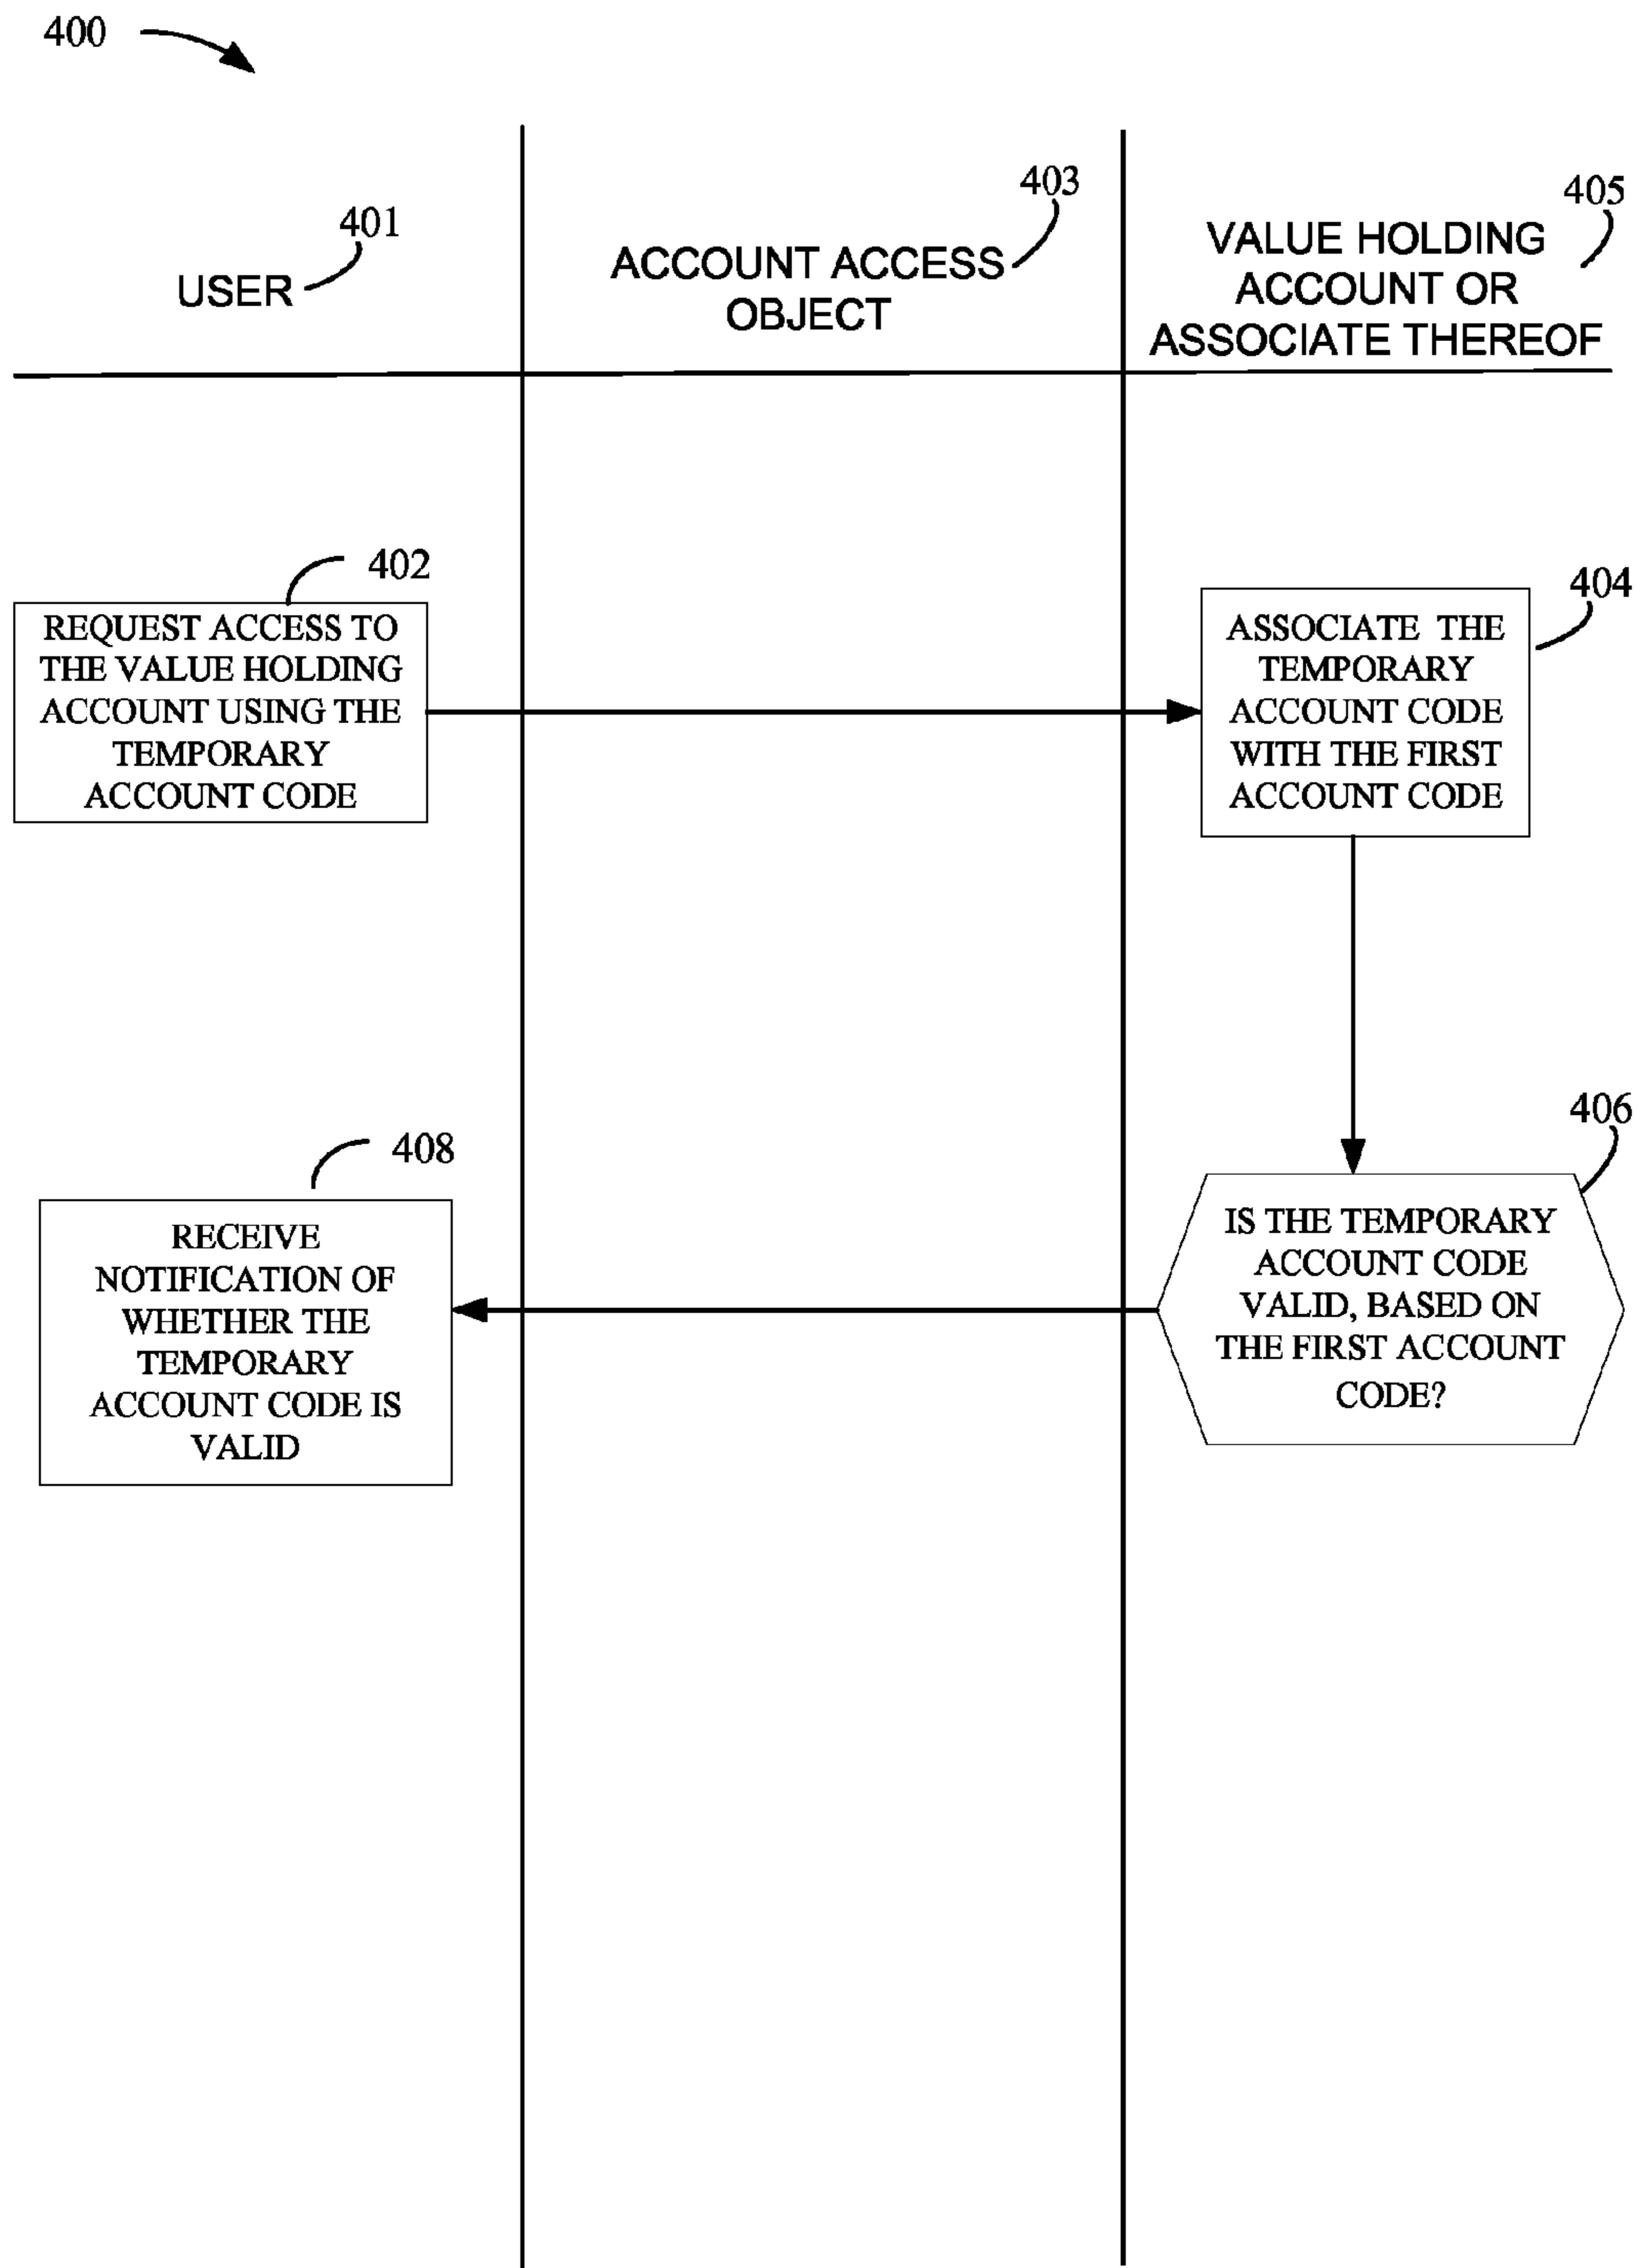 400
401
USER
403
ACCOUNT ACCESS
OBJECT
405
VALUE HOLDING
ACCOUNT OR
ASSOCIATE THEREOF
402
REQUEST ACCESS TO
THE VALUE HOLDING
ACCOUNT USING THE
TEMPORARY
ACCOUNT CODE
404
ASSOCIATE THE
TEMPORARY
ACCOUNT CODE
WITH THE FIRST
ACCOUNT CODE
406
IS THE TEMPORARY
ACCOUNT CODE
VALID, BASED ON
THE FIRST ACCOUNT
CODE?
408
RECEIVE
NOTIFICATION OF
WHETHER THE
TEMPORARY
ACCOUNT CODE IS
VALID